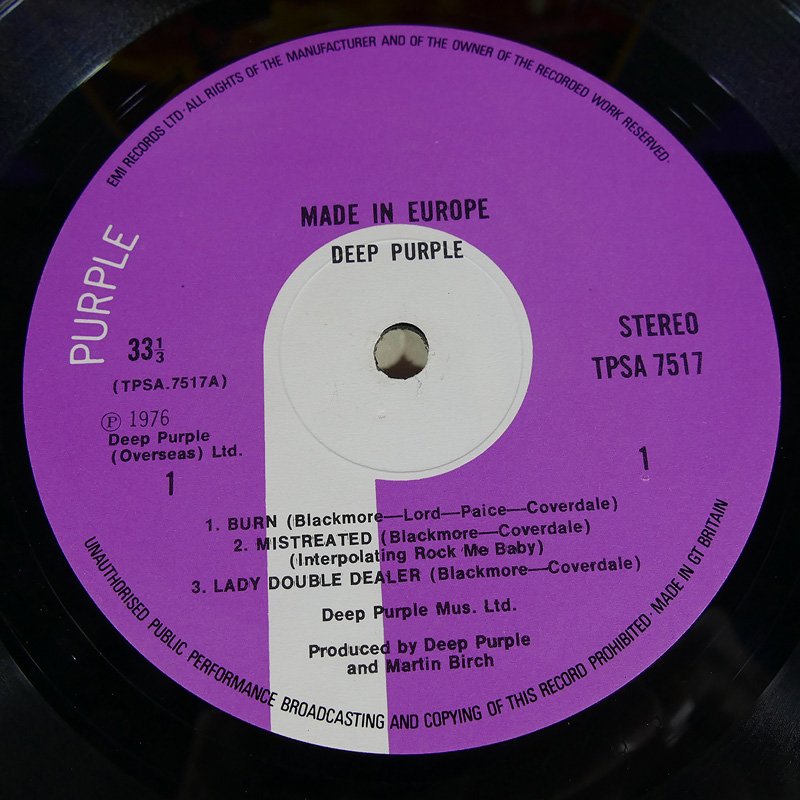 EMI RECORDS LTD·ALL RIGHTS OF THE MANUFACTURER AND OF THE OWNER OF THE RECORDED WORK RESERVED·
MADE IN EUROPE
DEEP PURPLE
PURPLE
33⅓
(TPSA.7517A)
Ⓟ 1976
Deep Purple
(Overseas) Ltd.
1
STEREO
TPSA 7517
1
1. BURN (Blackmore—Lord—Paice—Coverdale)
2. MISTREATED (Blackmore—Coverdale)
(Interpolating Rock Me Baby)
3. LADY DOUBLE DEALER (Blackmore—Coverdale)
Deep Purple Mus. Ltd.
Produced by Deep Purple
and Martin Birch
UNAUTHORISED PUBLIC PERFORMANCE BROADCASTING AND COPYING OF THIS RECORD PROHIBITED·MADE IN GT BRITAIN